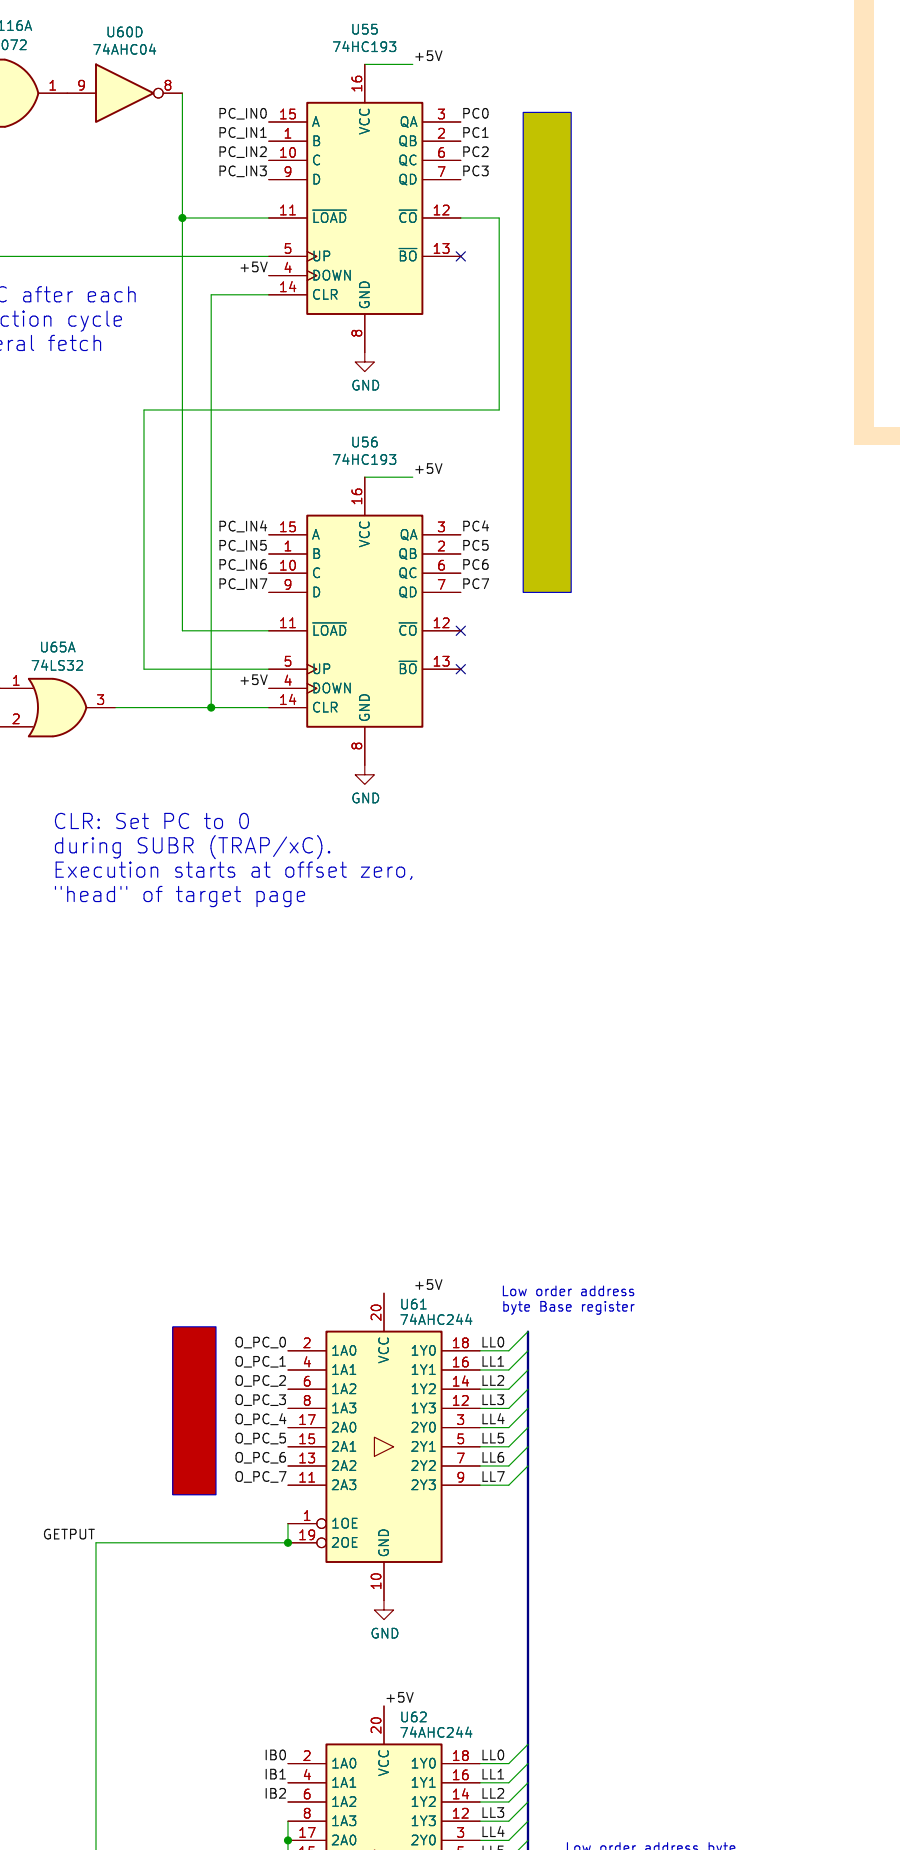 116A
072
1
9
U60D
74AHC04
8
U55
74HC193
+5V
16
VCC
PC_IN0 15 A QA 3 PC0
PC_IN1 1 B QB 2 PC1
PC_IN2 10 C QC 6 PC2
PC_IN3 9 D QD 7 PC3
11 LOAD CO 12
5 UP BO 13
+5V 4 DOWN
14 CLR
GND
8
GND
C after each
ction cycle
eral fetch
U56
74HC193
+5V
16
VCC
PC_IN4 15 A QA 3 PC4
PC_IN5 1 B QB 2 PC5
PC_IN6 10 C QC 6 PC6
PC_IN7 9 D QD 7 PC7
11 LOAD CO 12
5 UP BO 13
+5V 4 DOWN
14 CLR
GND
8
GND
U65A
74LS32
1
2
3
CLR: Set PC to 0
during SUBR (TRAP/xC).
Execution starts at offset zero,
"head" of target page
Low order address
byte Base register
+5V
20
U61
74AHC244
VCC
O_PC_0 2 1A0 1Y0 18 LL0
O_PC_1 4 1A1 1Y1 16 LL1
O_PC_2 6 1A2 1Y2 14 LL2
O_PC_3 8 1A3 1Y3 12 LL3
O_PC_4 17 2A0 2Y0 3 LL4
O_PC_5 15 2A1 2Y1 5 LL5
O_PC_6 13 2A2 2Y2 7 LL6
O_PC_7 11 2A3 2Y3 9 LL7
1 1OE
19 2OE
GETPUT
GND
10
GND
+5V
20
U62
74AHC244
VCC
IB0 2 1A0 1Y0 18 LL0
IB1 4 1A1 1Y1 16 LL1
IB2 6 1A2 1Y2 14 LL2
8 1A3 1Y3 12 LL3
17 2A0 2Y0 3 LL4
Low order address byte